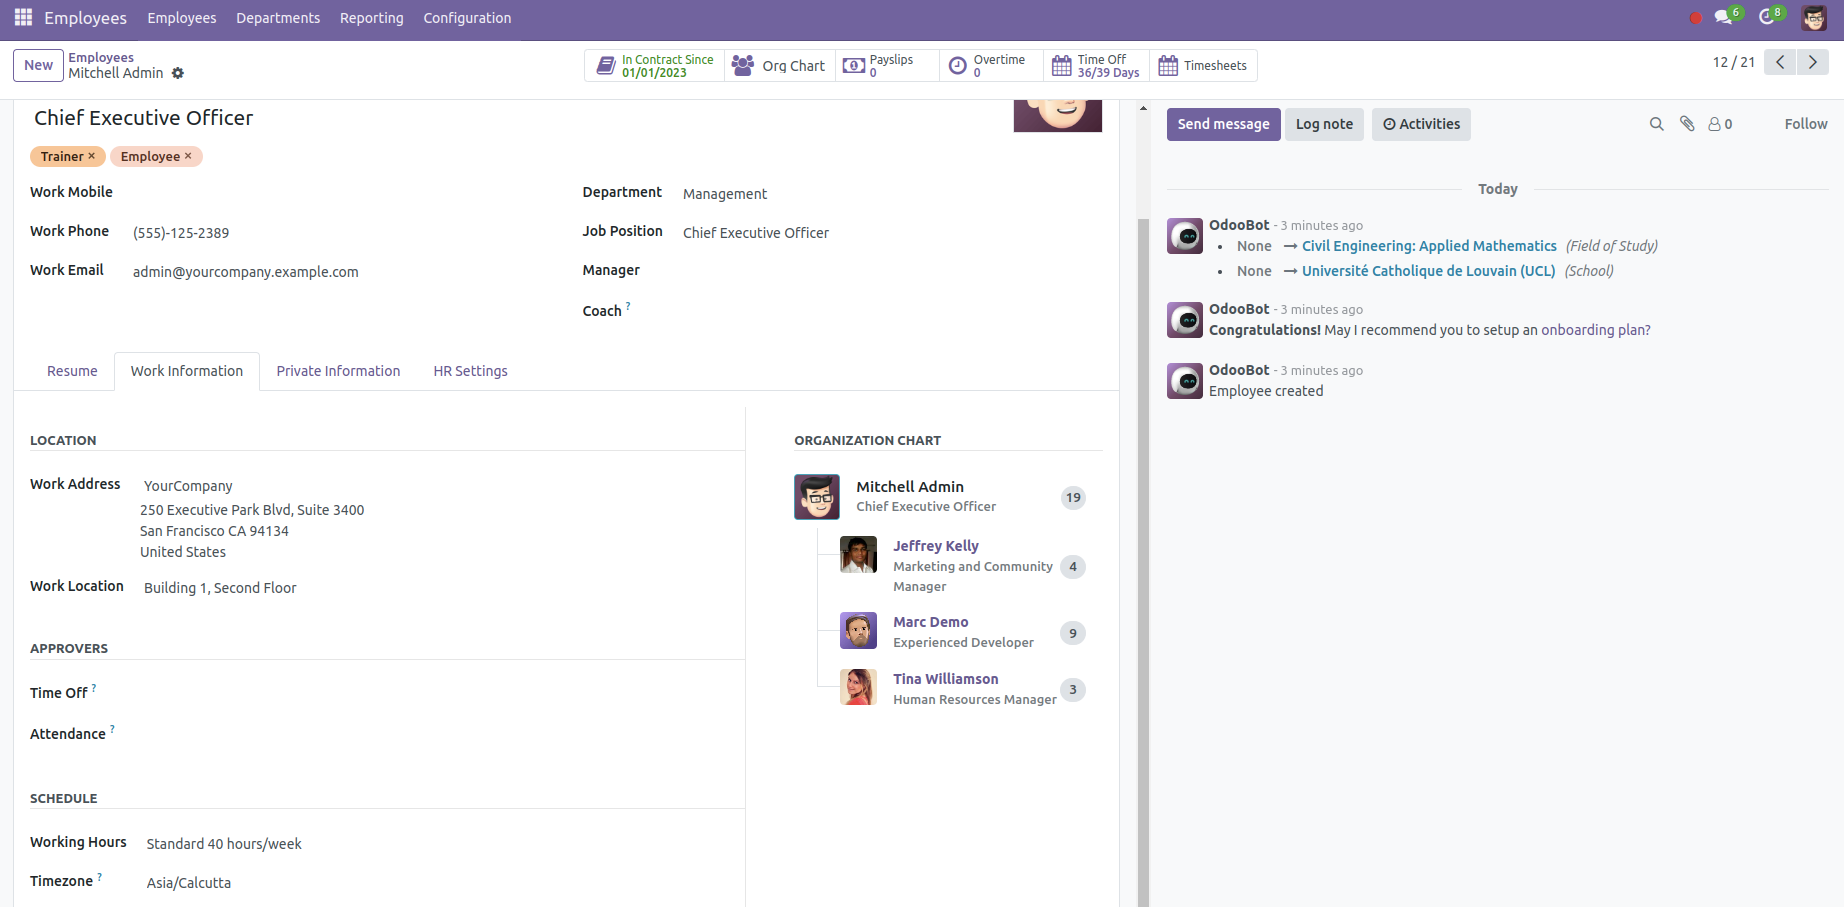 Employees Employees Departments Reporting Configuration 6 8
New Employees
Mitchell Admin
In Contract Since
01/01/2023
Org Chart
Payslips
0
Overtime
0
Time Off
36/39 Days
Timesheets
12 / 21
Chief Executive Officer
Trainer × Employee ×
Work Mobile
Work Phone (555)-125-2389
Work Email admin@yourcompany.example.com
Department Management
Job Position Chief Executive Officer
Manager
Coach ?
Resume Work Information Private Information HR Settings
LOCATION
Work Address YourCompany
250 Executive Park Blvd, Suite 3400
San Francisco CA 94134
United States
Work Location Building 1, Second Floor
APPROVERS
Time Off ?
Attendance ?
SCHEDULE
Working Hours Standard 40 hours/week
Timezone ? Asia/Calcutta
ORGANIZATION CHART
Mitchell Admin
Chief Executive Officer
19
Jeffrey Kelly
Marketing and Community
Manager
4
Marc Demo
Experienced Developer
9
Tina Williamson
Human Resources Manager
3
Send message Log note Activities 0 Follow
Today
OdooBot - 3 minutes ago
• None → Civil Engineering: Applied Mathematics (Field of Study)
• None → Université Catholique de Louvain (UCL) (School)
OdooBot - 3 minutes ago
Congratulations! May I recommend you to setup an onboarding plan?
OdooBot - 3 minutes ago
Employee created